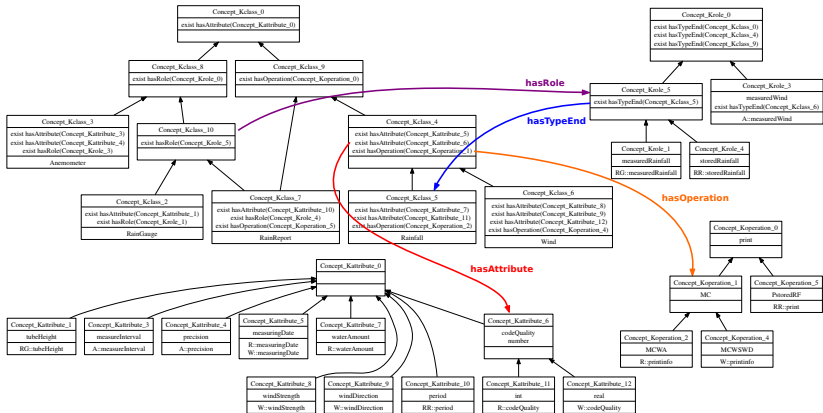 Concept_Kclass_0
exist hasAttribute(Concept_Kattribute_0)
Concept_Kclass_8
exist hasRole(Concept_Krole_0)
Concept_Kclass_9
exist hasOperation(Concept_Koperation_0)
Concept_Kclass_3
exist hasAttribute(Concept_Kattribute_3)
exist hasAttribute(Concept_Kattribute_4)
exist hasRole(Concept_Krole_3)
Anemometer
Concept_Kclass_10
exist hasRole(Concept_Krole_5)
Concept_Kclass_4
exist hasAttribute(Concept_Kattribute_5)
exist hasAttribute(Concept_Kattribute_6)
exist hasOperation(Concept_Koperation_1)
Concept_Kclass_2
exist hasAttribute(Concept_Kattribute_1)
exist hasRole(Concept_Krole_1)
RainGauge
Concept_Kclass_7
exist hasAttribute(Concept_Kattribute_10)
exist hasRole(Concept_Krole_4)
exist hasOperation(Concept_Koperation_5)
RainReport
Concept_Kclass_5
exist hasAttribute(Concept_Kattribute_7)
exist hasAttribute(Concept_Kattribute_11)
exist hasOperation(Concept_Koperation_2)
Rainfall
Concept_Kclass_6
exist hasAttribute(Concept_Kattribute_8)
exist hasAttribute(Concept_Kattribute_9)
exist hasAttribute(Concept_Kattribute_12)
exist hasOperation(Concept_Koperation_4)
Wind
hasRole
hasTypeEnd
hasOperation
hasAttribute
Concept_Krole_0
exist hasTypeEnd(Concept_Kclass_0)
exist hasTypeEnd(Concept_Kclass_4)
exist hasTypeEnd(Concept_Kclass_9)
Concept_Krole_5
exist hasTypeEnd(Concept_Kclass_5)
Concept_Krole_3
measuredWind
exist hasTypeEnd(Concept_Kclass_6)
A::measuredWind
Concept_Krole_1
measuredRainfall
RG::measuredRainfall
Concept_Krole_4
storedRainfall
RR::storedRainfall
Concept_Koperation_0
print
Concept_Koperation_1
MC
Concept_Koperation_5
PstoredRF
RR::print
Concept_Koperation_2
MCWA
R::printinfo
Concept_Koperation_4
MCWSWD
W::printinfo
Concept_Kattribute_0
Concept_Kattribute_1
tubeHeight
RG::tubeHeight
Concept_Kattribute_3
measureInterval
A::measureInterval
Concept_Kattribute_4
precision
A::precision
Concept_Kattribute_5
measuringDate
R::measuringDate
W::measuringDate
Concept_Kattribute_7
waterAmount
R::waterAmount
Concept_Kattribute_6
codeQuality
number
Concept_Kattribute_8
windStrength
W::windStrength
Concept_Kattribute_9
windDirection
W::windDirection
Concept_Kattribute_10
period
RR::period
Concept_Kattribute_11
int
R::codeQuality
Concept_Kattribute_12
real
W::codeQuality